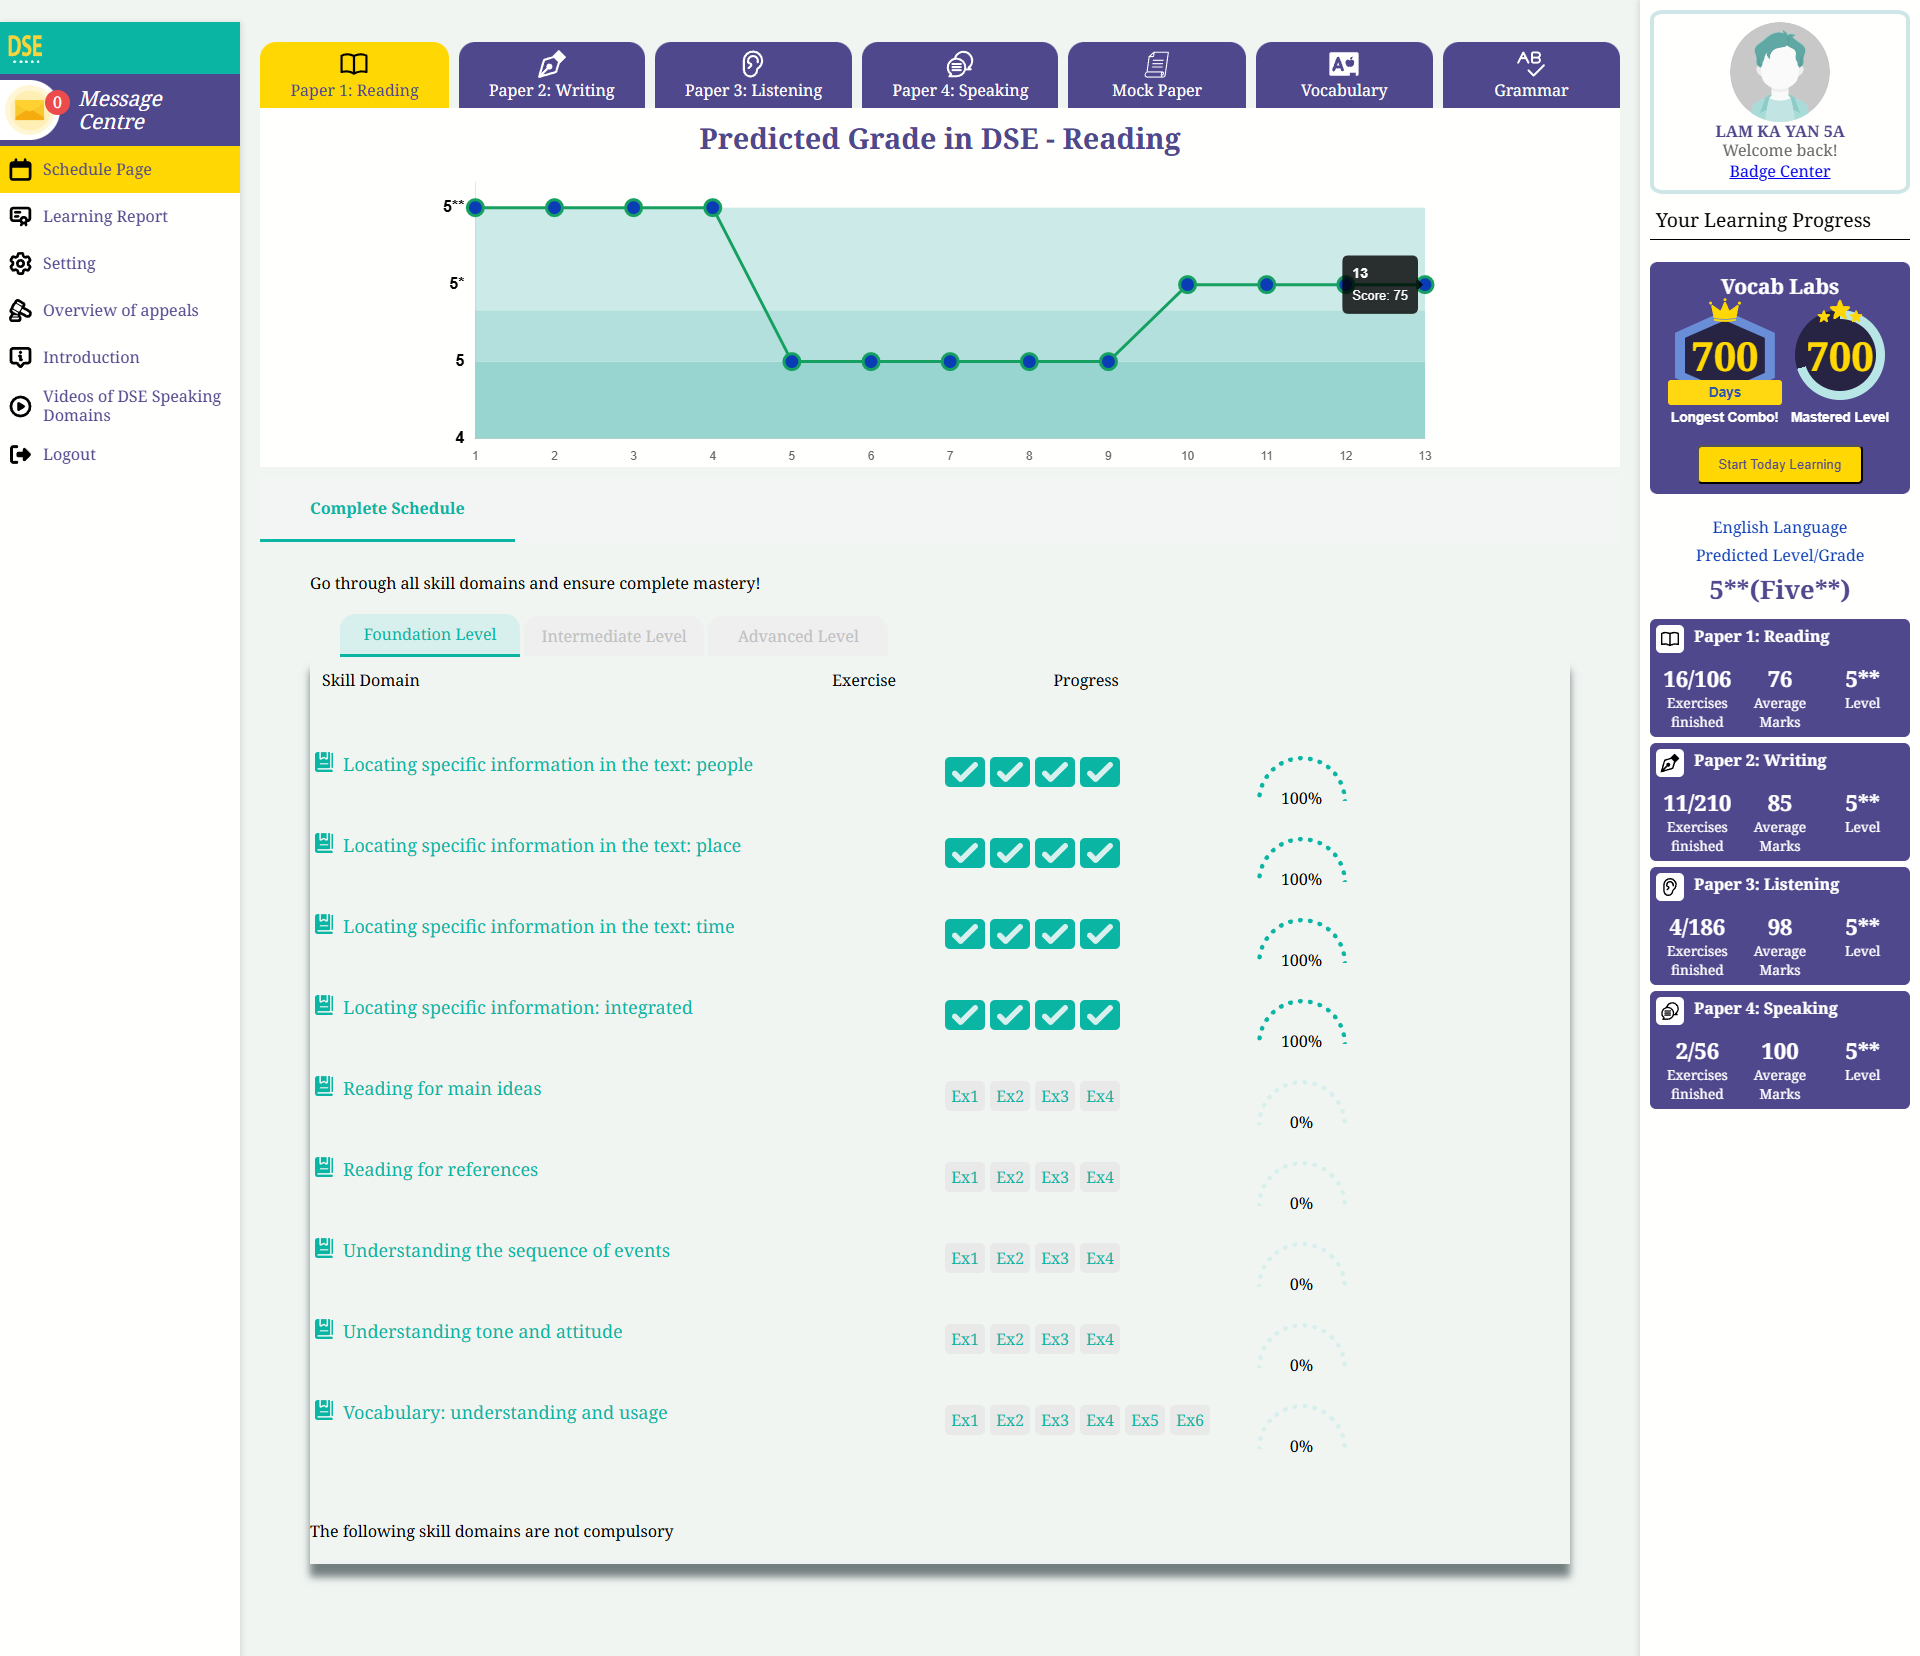 DSE
0
Message
Centre
Schedule Page
Learning Report
Setting
Overview of appeals
Introduction
Videos of DSE Speaking
Domains
Logout
Paper 1: Reading
Paper 2: Writing
Paper 3: Listening
Paper 4: Speaking
Mock Paper
Vocabulary
AB
Grammar
Predicted Grade in DSE - Reading
5**
5*
5
4
13
Score: 75
1 2 3 4 5 6 7 8 9 10 11 12 13
Complete Schedule
Go through all skill domains and ensure complete mastery!
Foundation Level
Intermediate Level
Advanced Level
Skill Domain Exercise Progress
Locating specific information in the text: people
100%
Locating specific information in the text: place
100%
Locating specific information in the text: time
100%
Locating specific information: integrated
100%
Reading for main ideas Ex1 Ex2 Ex3 Ex4
0%
Reading for references Ex1 Ex2 Ex3 Ex4
0%
Understanding the sequence of events Ex1 Ex2 Ex3 Ex4
0%
Understanding tone and attitude Ex1 Ex2 Ex3 Ex4
0%
Vocabulary: understanding and usage Ex1 Ex2 Ex3 Ex4 Ex5 Ex6
0%
The following skill domains are not compulsory
LAM KA YAN 5A
Welcome back!
Badge Center
Your Learning Progress
Vocab Labs
700 700
Days
Longest Combo! Mastered Level
Start Today Learning
English Language
Predicted Level/Grade
5**(Five**)
Paper 1: Reading
16/106 76 5**
Exercises Average Level
finished Marks
Paper 2: Writing
11/210 85 5**
Exercises Average Level
finished Marks
Paper 3: Listening
4/186 98 5**
Exercises Average Level
finished Marks
Paper 4: Speaking
2/56 100 5**
Exercises Average Level
finished Marks